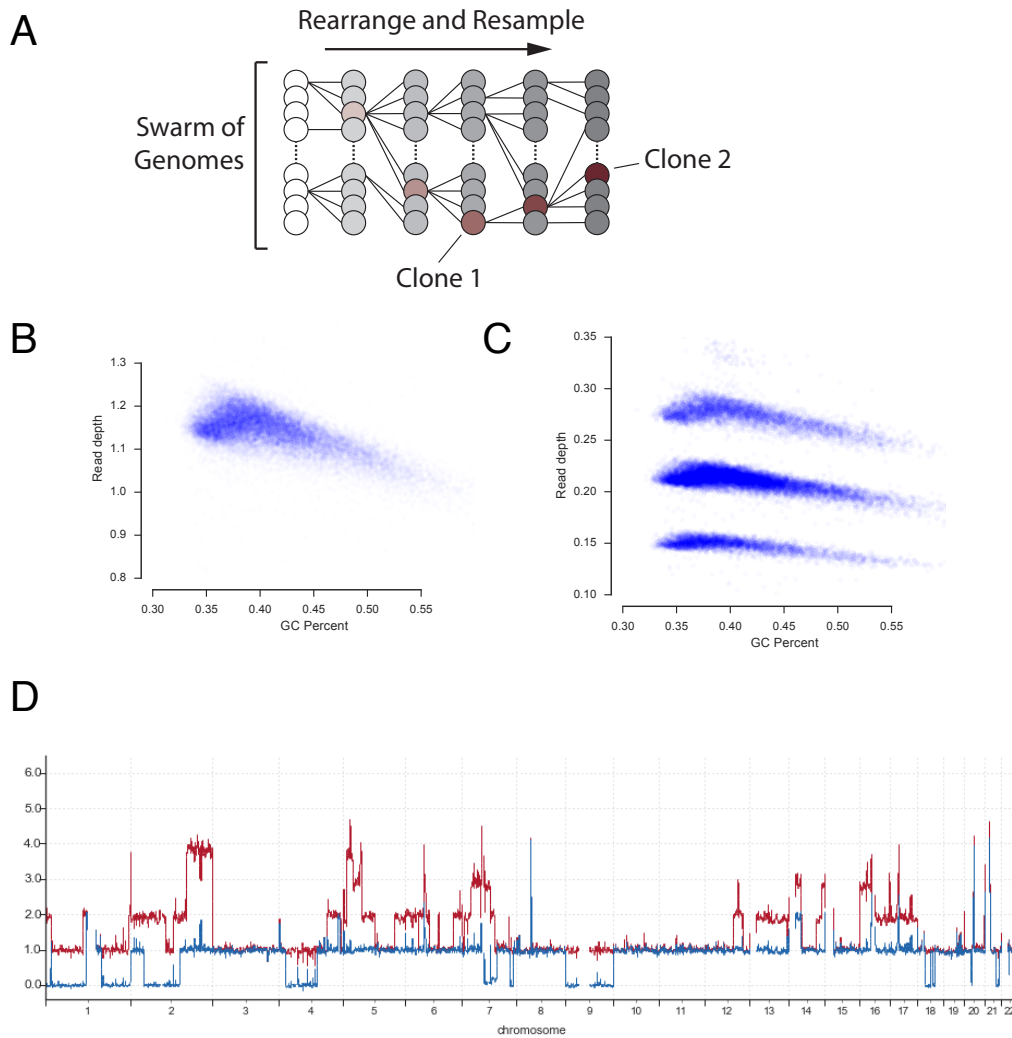 A
Rearrange and Resample
Swarm of
Genomes
Clone 2
Clone 1
B
Read depth
1.3
1.2
1.1
1.0
0.9
0.8
0.30 0.35 0.40 0.45 0.50 0.55
GC Percent
C
Read depth
0.35
0.30
0.25
0.20
0.15
0.10
0.30 0.35 0.40 0.45 0.50 0.55
GC Percent
D
6.0
5.0
4.0
3.0
2.0
1.0
0.0
1 2 3 4 5 6 7 8 9 10 11 12 13 14 15 16 17 18 19 20 21 22
chromosome